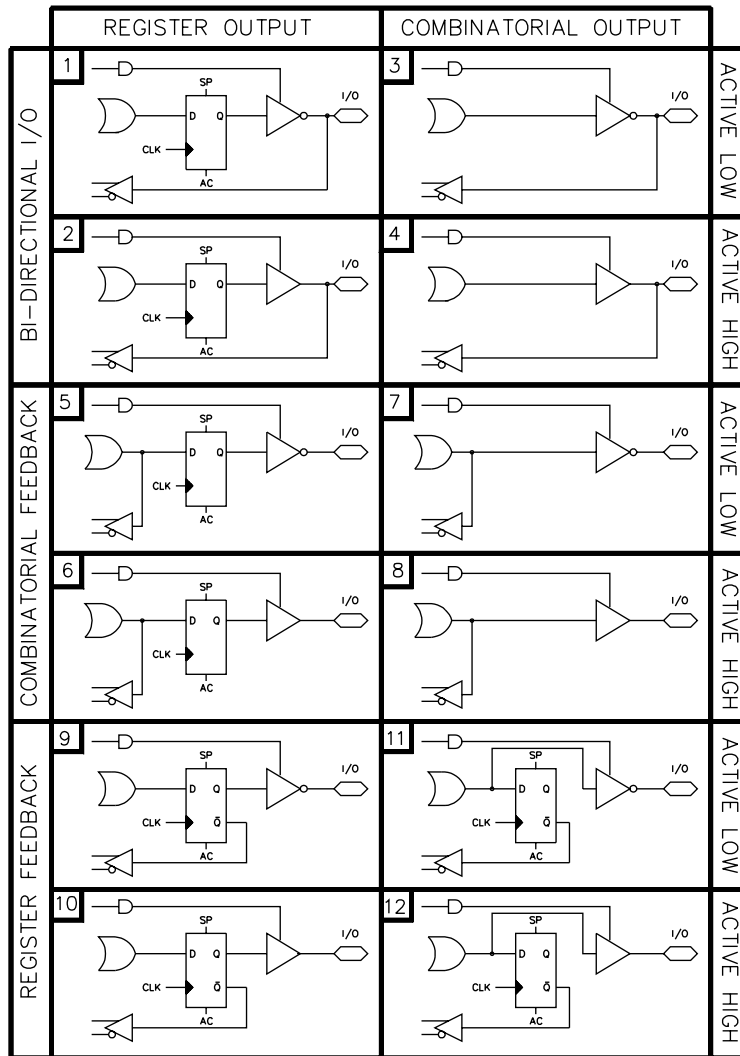 REGISTER OUTPUT
COMBINATORIAL OUTPUT
BI-DIRECTIONAL I/O
1
SP
I/O
D Q
CLK
AC
3
I/O
ACTIVE LOW
2
SP
I/O
D Q
CLK
AC
4
I/O
ACTIVE HIGH
COMBINATORIAL FEEDBACK
5
SP
I/O
D Q
CLK
AC
7
I/O
ACTIVE LOW
6
SP
I/O
D Q
CLK
AC
8
I/O
ACTIVE HIGH
REGISTER FEEDBACK
9
SP
I/O
D Q
CLK
Q̅
AC
11
SP
I/O
D Q
CLK
Q̅
AC
ACTIVE LOW
10
SP
I/O
D Q
CLK
Q̅
AC
12
SP
I/O
D Q
CLK
Q̅
AC
ACTIVE HIGH